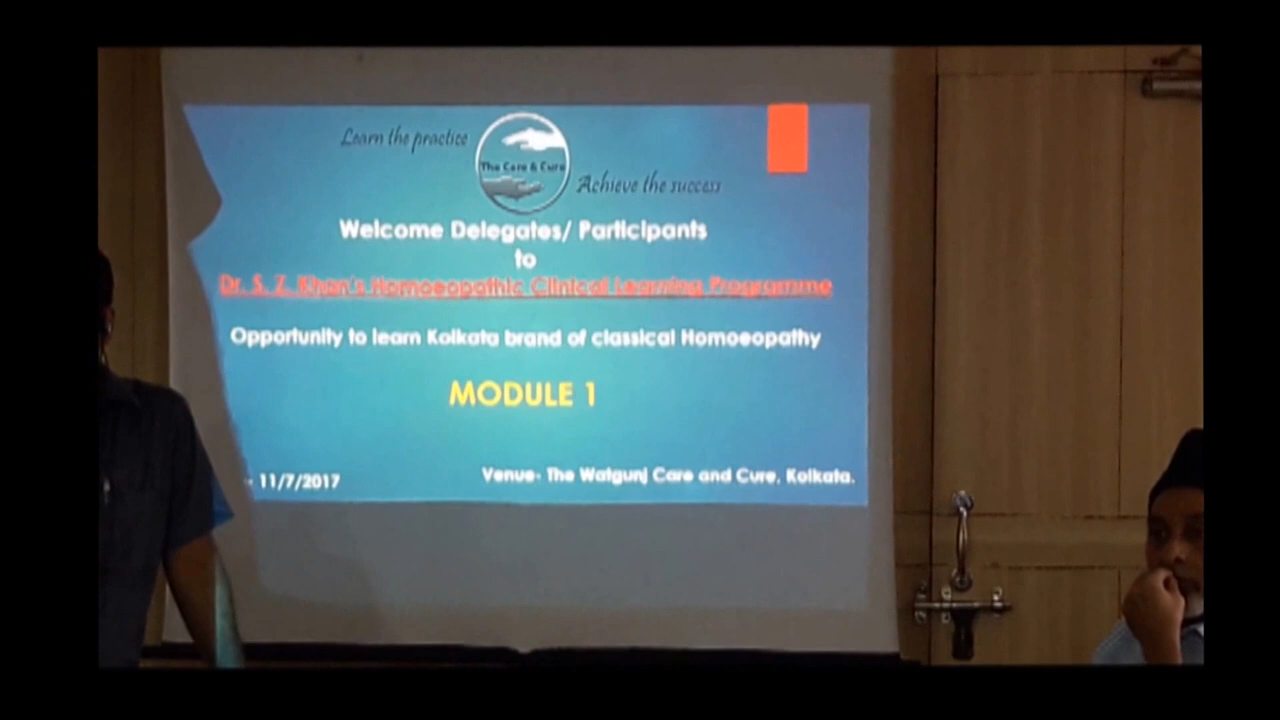 Learn the practice
The Care & Cure
Achieve the success
Welcome Delegates/ Participants
to
Dr. S. Z. Khan's Homoeopathic Clinical Learning Programme
Opportunity to learn Kolkata brand of classical Homoeopathy
MODULE 1
- 11/7/2017
Venue- The Watgunj Care and Cure, Kolkata.